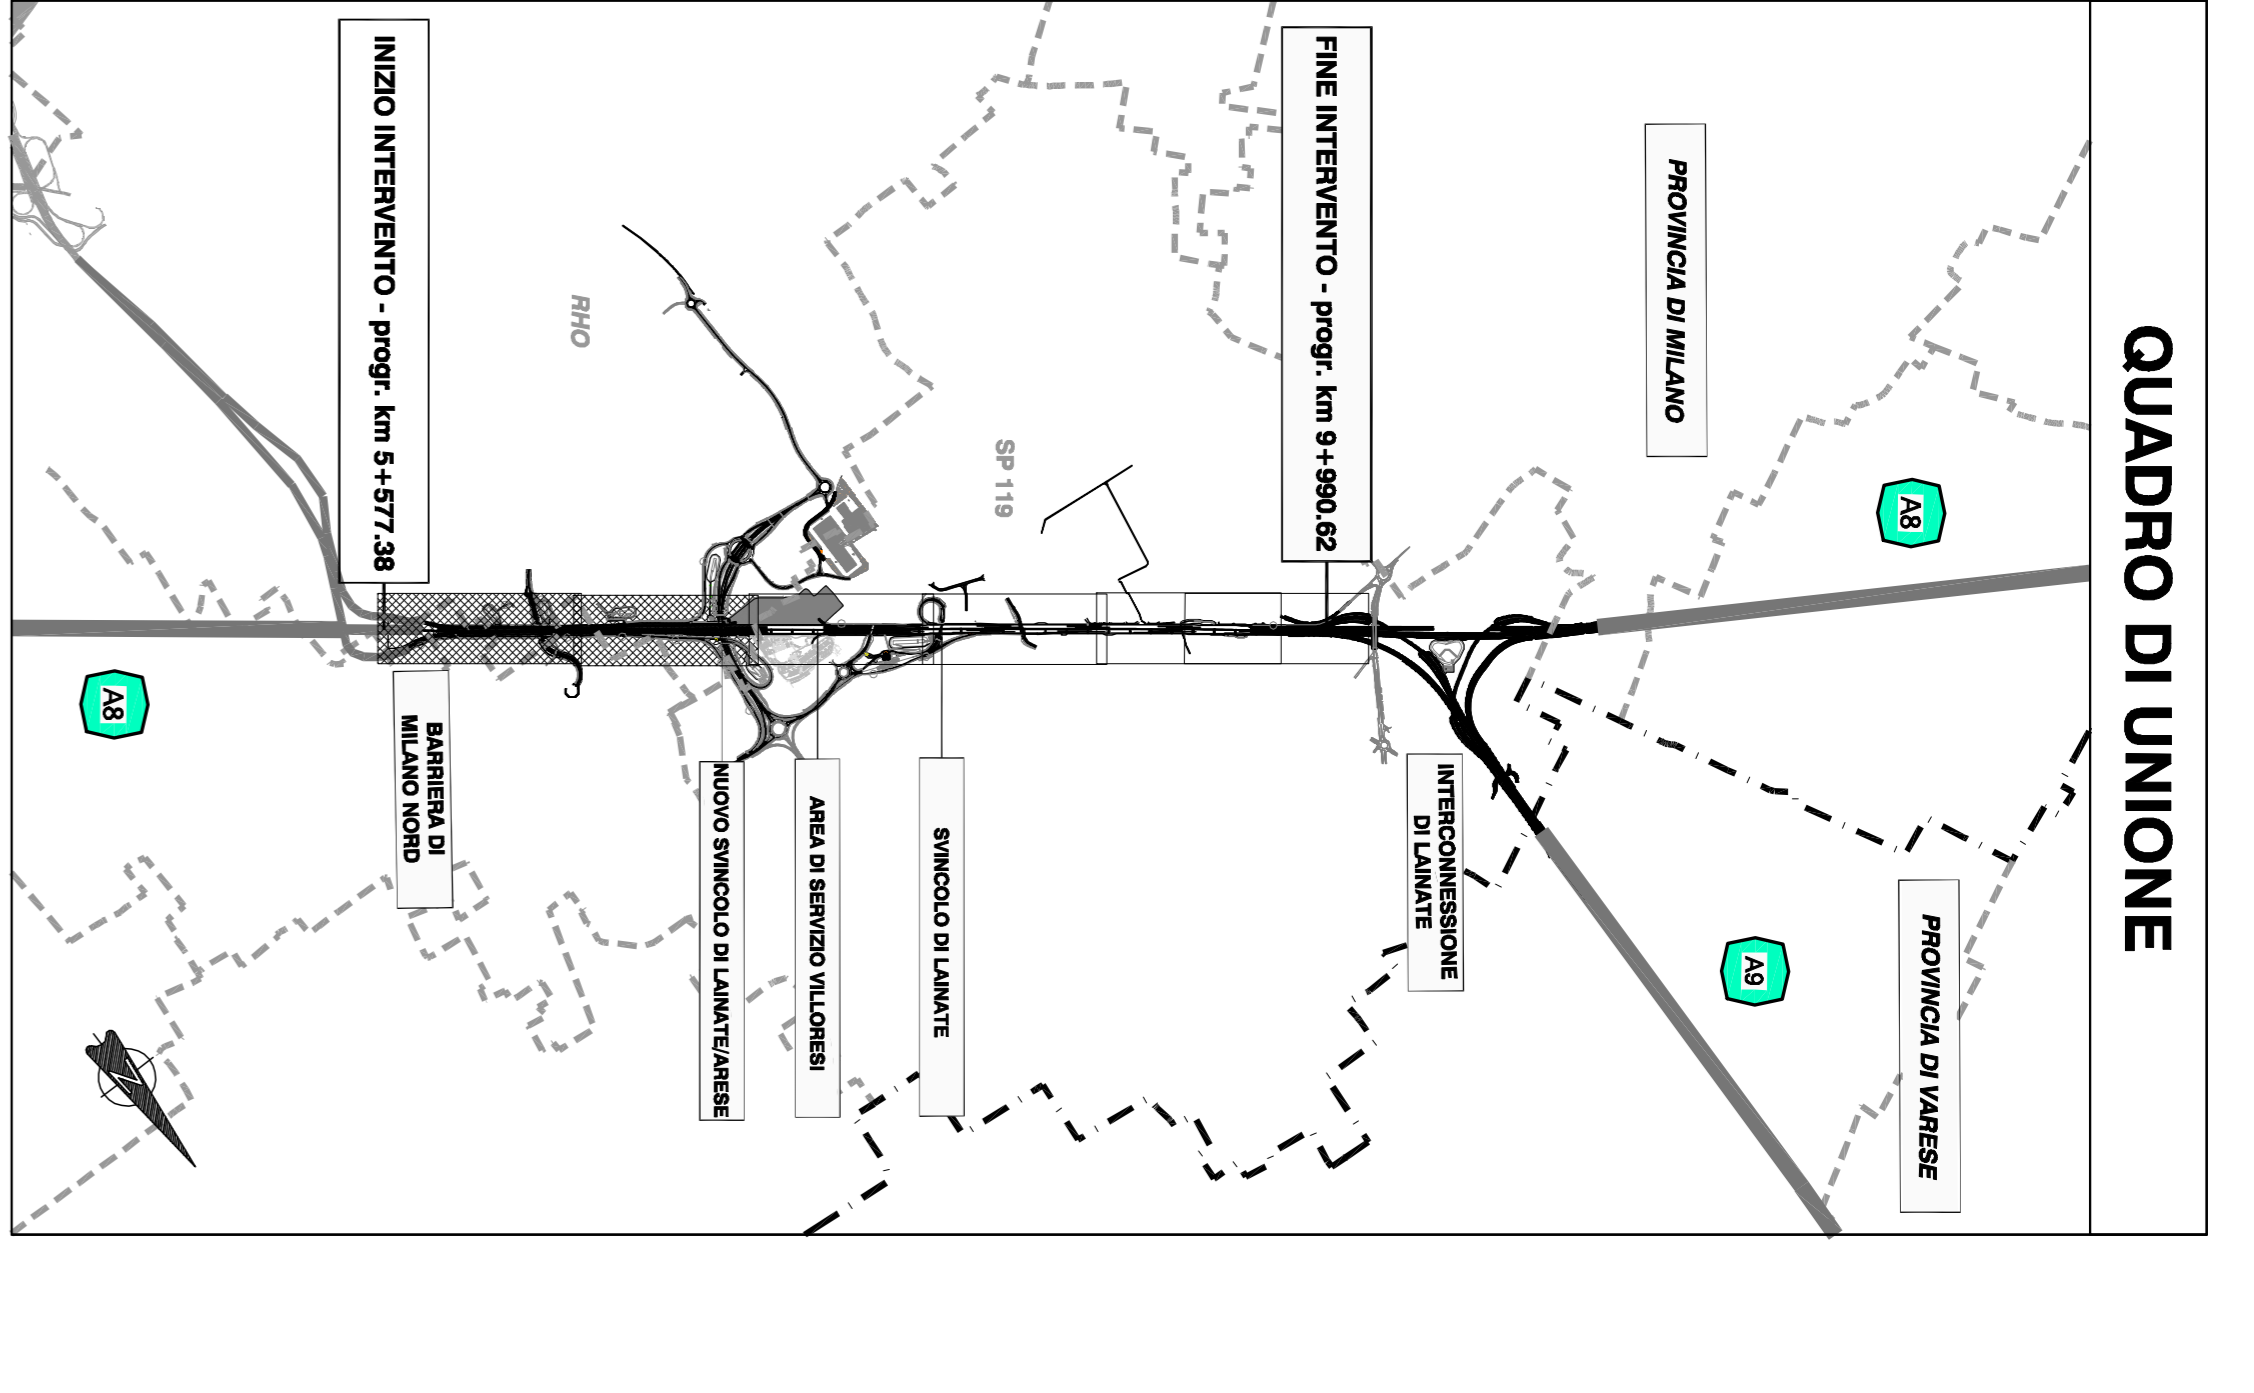 QUADRO DI UNIONE
INIZIO INTERVENTO - progr. km 5+577.38
FINE INTERVENTO - progr. km 9+990.62
PROVINCIA DI MILANO
A8
RHO
SP 119
A8
BARRIERA DI
MILANO NORD
NUOVO SVINCOLO DI LAINATE/ARESE
AREA DI SERVIZIO VILLORESI
SVINCOLO DI LAINATE
INTERCONNESSIONE
DI LAINATE
A9
PROVINCIA DI VARESE